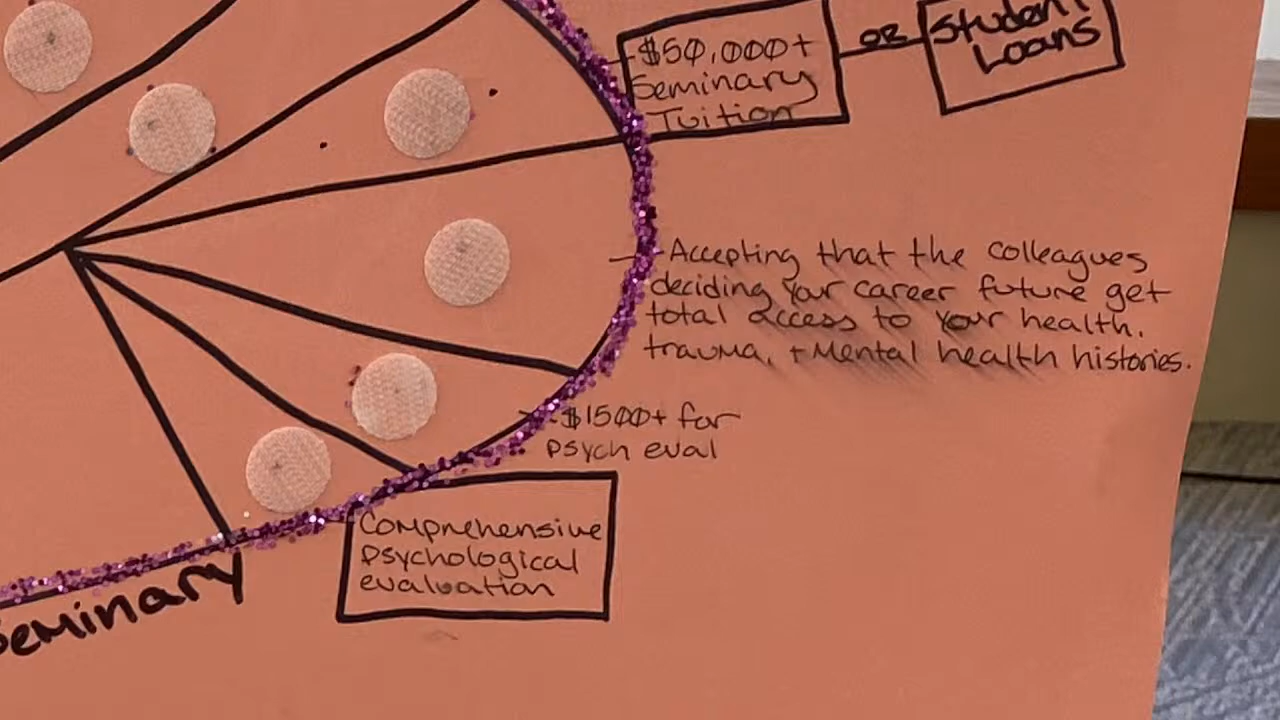 $50,000+
Seminary
Tuition
OR
Student
Loans
Accepting that the colleagues
deciding your career future get
total access to your health,
trauma, + Mental health histories.
$1500+ for
psych eval
Comprehensive
psychological
evaluation
Seminary